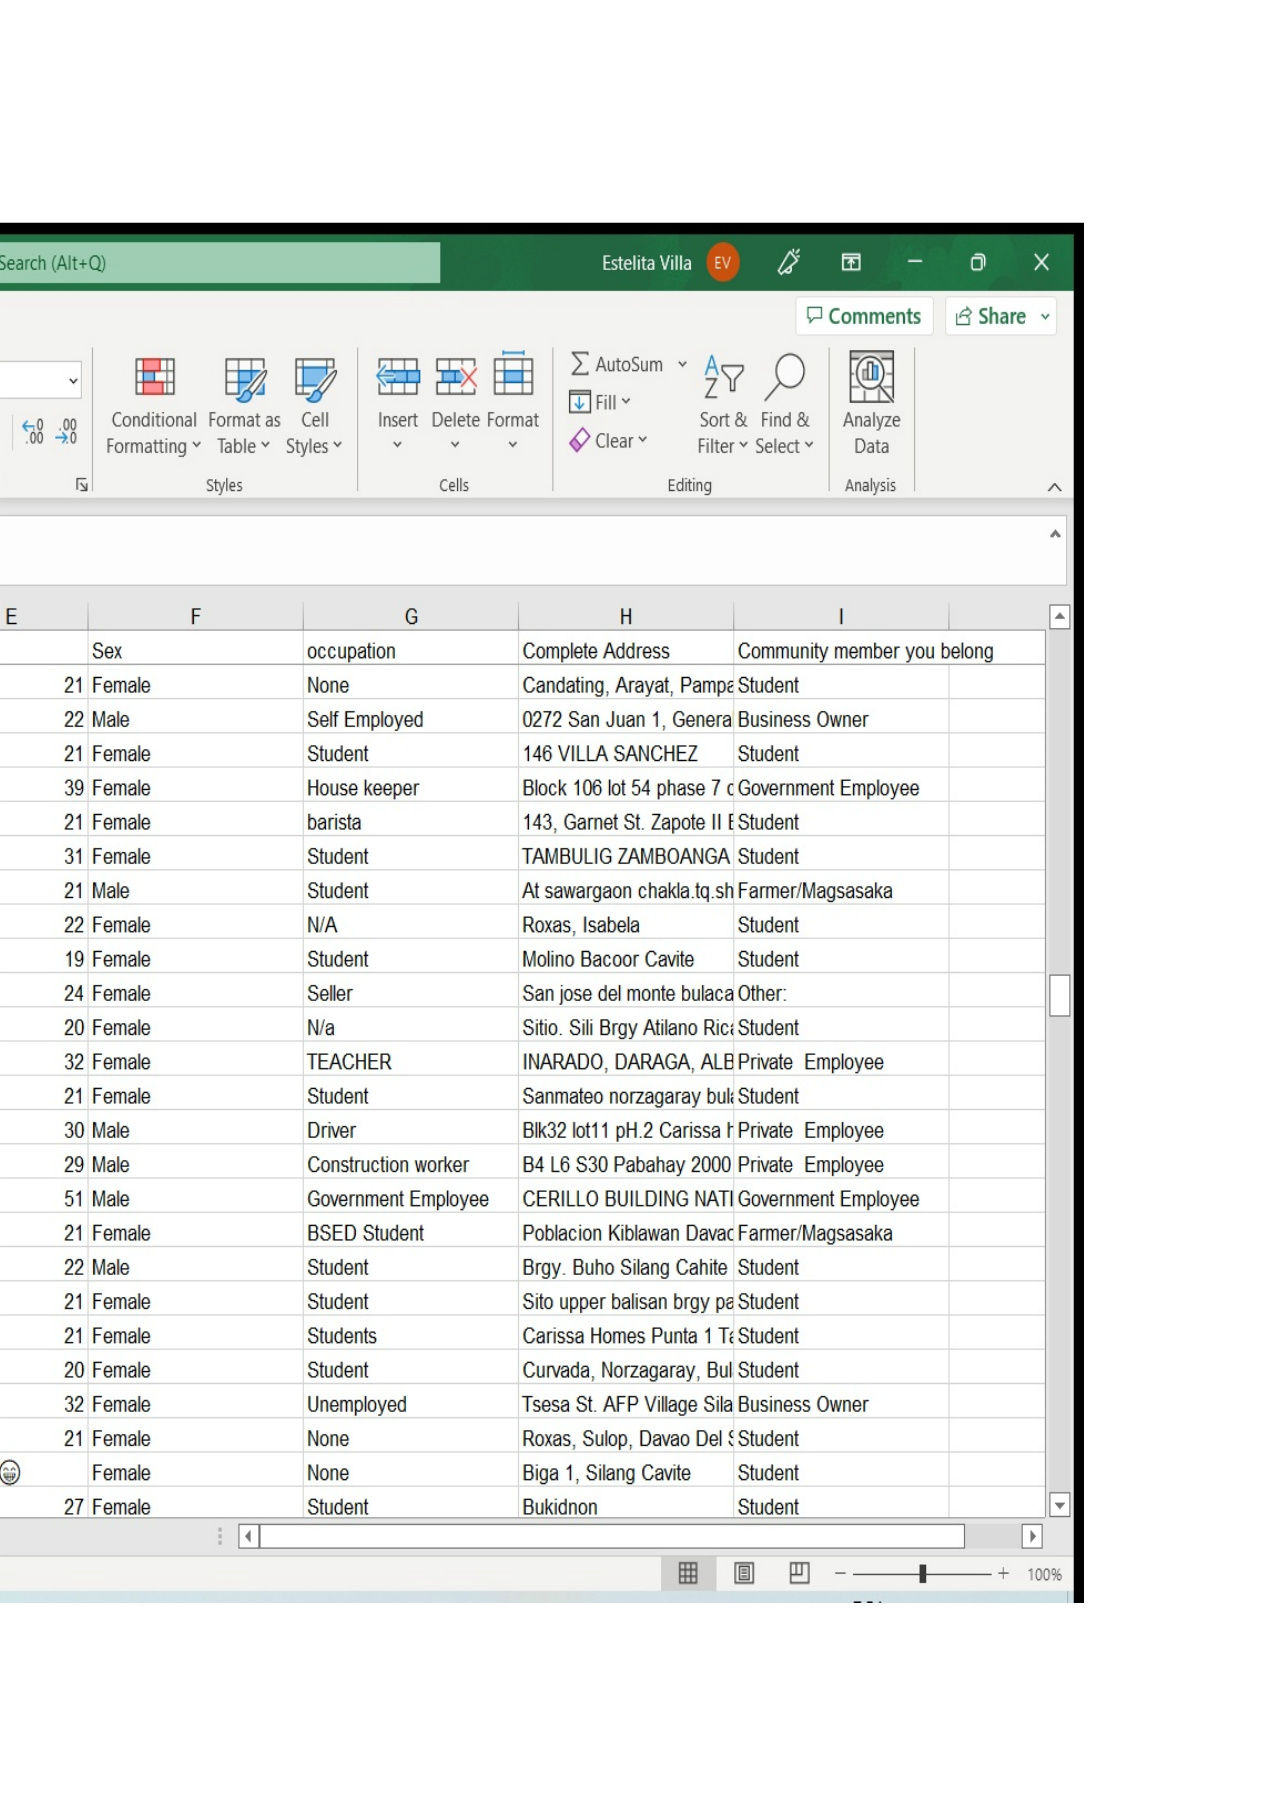 Search (Alt+Q) Estelita Villa EV
Comments Share
AutoSum
Fill
Clear
Conditional Formatting
Format as Table
Cell Styles
Insert Delete Format
Sort & Filter
Find & Select
Analyze Data
Styles Cells Editing Analysis
E F G H I
Sex occupation Complete Address Community member you belong
21 Female None Candating, Arayat, Pampa Student
22 Male Self Employed 0272 San Juan 1, General Business Owner
21 Female Student 146 VILLA SANCHEZ Student
39 Female House keeper Block 106 lot 54 phase 7 Government Employee
21 Female barista 143, Garnet St. Zapote II Student
31 Female Student TAMBULIG ZAMBOANGA Student
21 Male Student At sawargaon chakla.tq.sh Farmer/Magsasaka
22 Female N/A Roxas, Isabela Student
19 Female Student Molino Bacoor Cavite Student
24 Female Seller San jose del monte bulaca Other:
20 Female N/a Sitio. Sili Brgy Atilano Rica Student
32 Female TEACHER INARADO, DARAGA, ALB Private Employee
21 Female Student Sanmateo norzagaray bula Student
30 Male Driver Blk32 lot11 pH.2 Carissa h Private Employee
29 Male Construction worker B4 L6 S30 Pabahay 2000 Private Employee
51 Male Government Employee CERILLO BUILDING NATI Government Employee
21 Female BSED Student Poblacion Kiblawan Davao Farmer/Magsasaka
22 Male Student Brgy. Buho Silang Cahite Student
21 Female Student Sito upper balisan brgy pa Student
21 Female Students Carissa Homes Punta 1 Ta Student
20 Female Student Curvada, Norzagaray, Bul Student
32 Female Unemployed Tsesa St. AFP Village Sila Business Owner
21 Female None Roxas, Sulop, Davao Del S Student
😁 Female None Biga 1, Silang Cavite Student
27 Female Student Bukidnon Student
100%